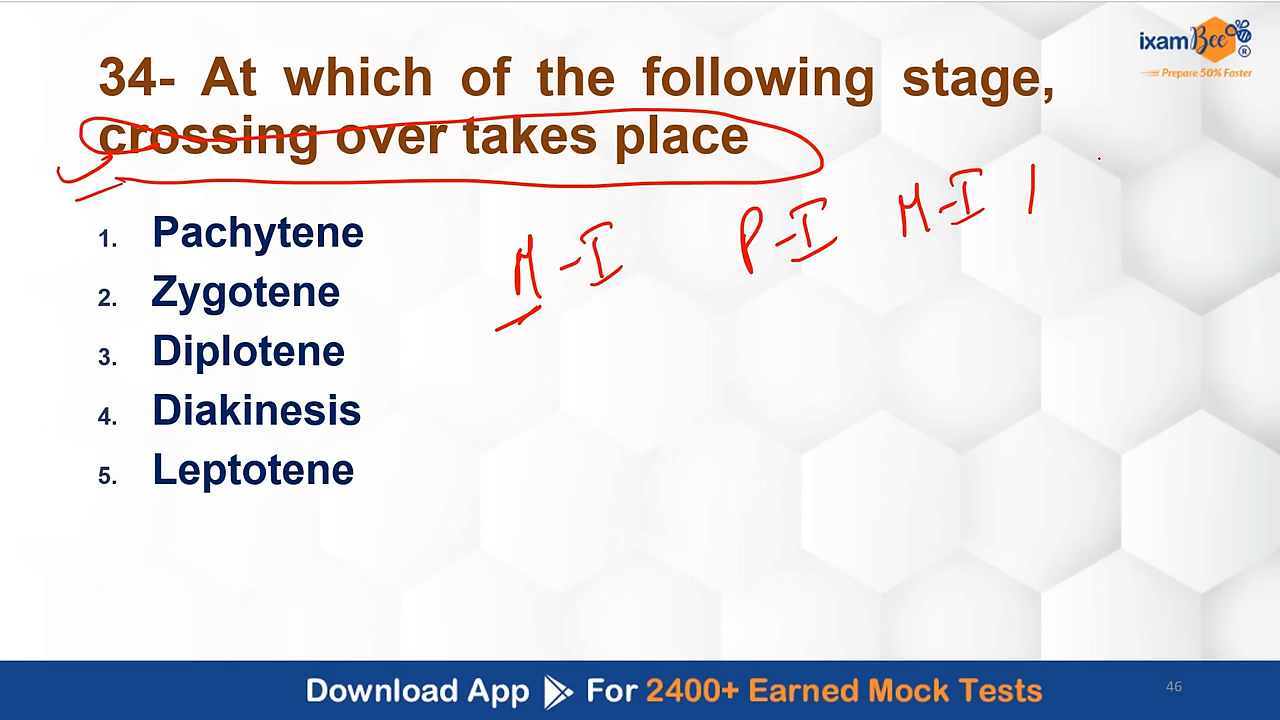 ixamBee
®
Prepare 50% Faster
34- At which of the following stage,
crossing over takes place
1. Pachytene
2. Zygotene
3. Diplotene
4. Diakinesis
5. Leptotene
M-I P-I M-I
Download App For 2400+ Earned Mock Tests
46